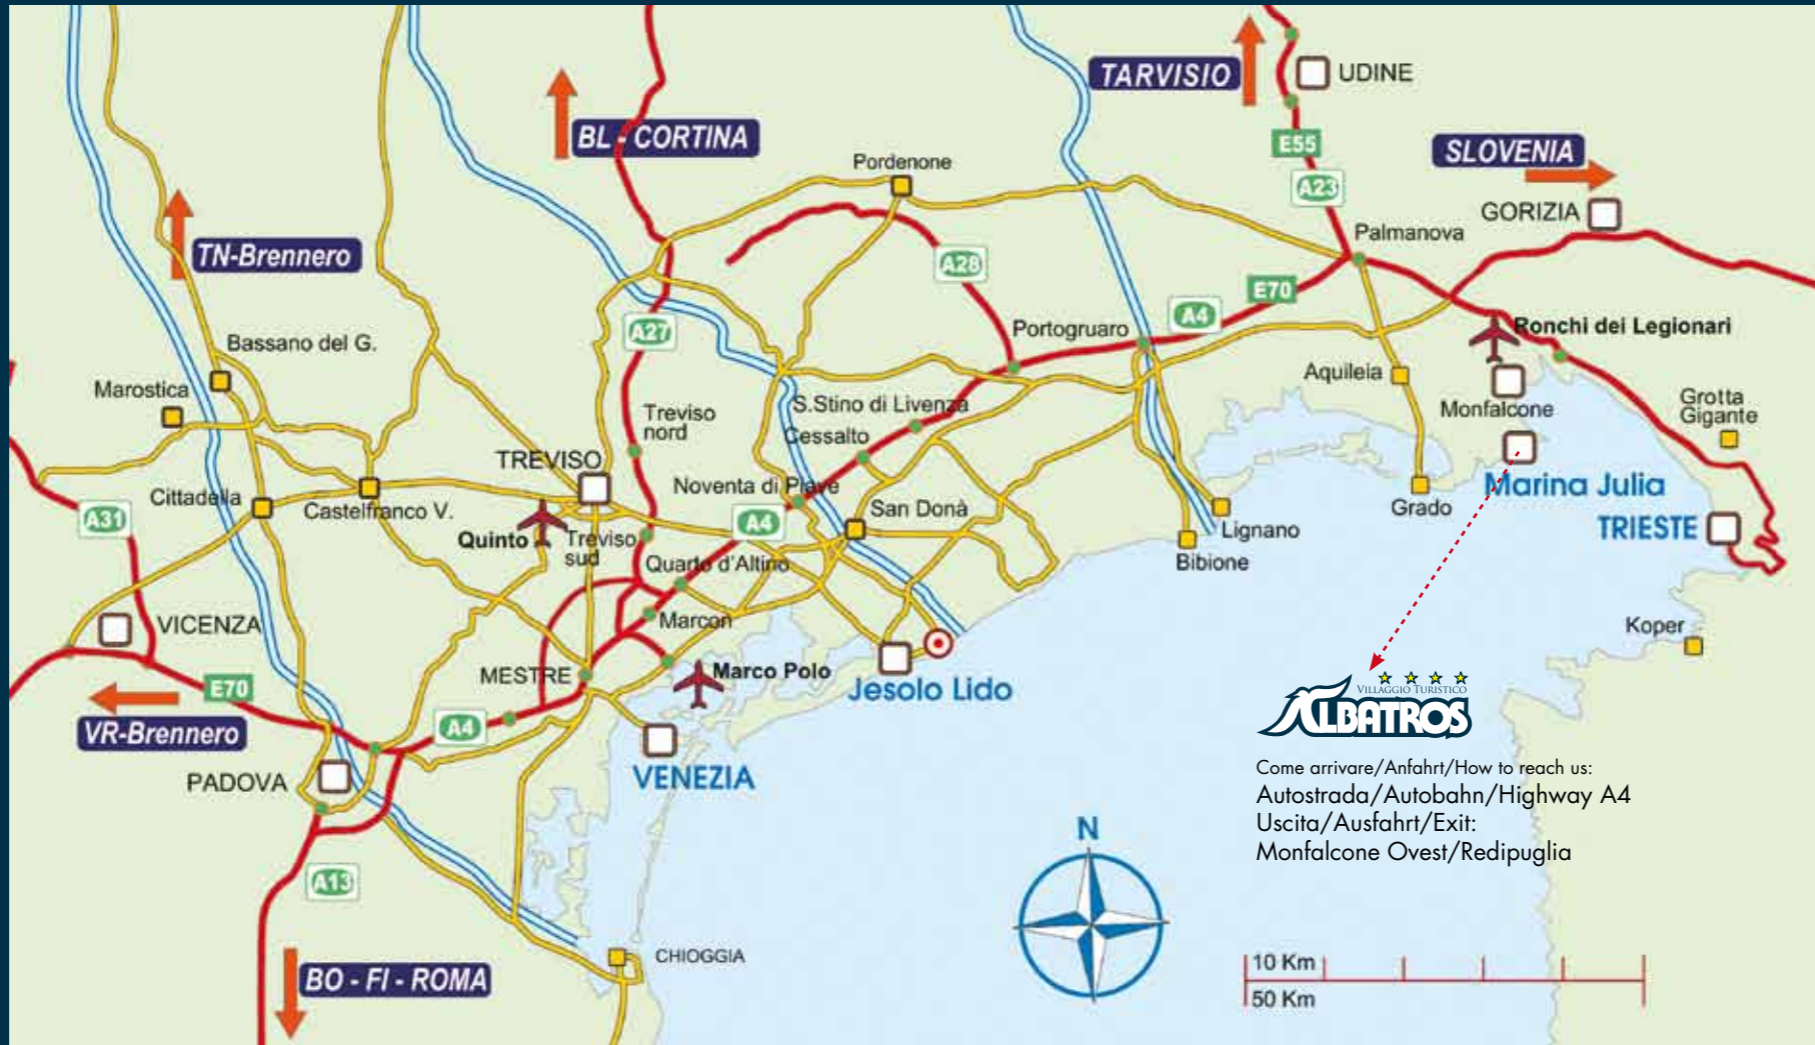 TARVISIO
UDINE
BL - CORTINA
E55
SLOVENIA
Pordenone
A23
GORIZIA
TN-Brennero
Palmanova
A28
E70
A27
A4
Portogruaro
Ronchi dei Legionari
Bassano del G.
Marostica
Aquileia
Monfalcone
Grotta
Gigante
S.Stino di Livenza
Treviso
nord
Cessalto
TREVISO
Noventa di Piave
Cittadella
Castelfranco V.
San Donà
Grado
Marina Julia
A31
A4
Lignano
TRIESTE
Quinto
Treviso
sud
Quarto d'Altino
Bibione
VICENZA
Marcon
Koper
MESTRE
Marco Polo
E70
Jesolo Lido
VILLAGGIO TURISTICO
ALBATROS
A4
VR-Brennero
PADOVA
VENEZIA
Come arrivare/Anfahrt/How to reach us:
Autostrada/Autobahn/Highway A4
Uscita/Ausfahrt/Exit:
Monfalcone Ovest/Redipuglia
N
A13
CHIOGGIA
BO - FI - ROMA
10 Km
50 Km